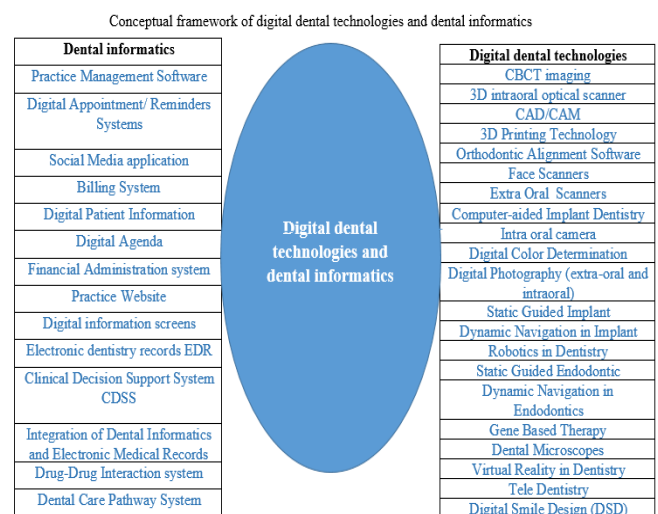 Conceptual framework of digital dental technologies and dental informatics
Dental informatics
Practice Management Software
Digital Appointment/ Reminders
Systems
Social Media application
Billing System
Digital Patient Information
Digital Agenda
Financial Administration system
Practice Website
Digital information screens
Electronic dentistry records EDR
Clinical Decision Support System
CDSS
Integration of Dental Informatics
and Electronic Medical Records
Drug-Drug Interaction system
Dental Care Pathway System
Digital dental
technologies and
dental informatics
Digital dental technologies
CBCT imaging
3D intraoral optical scanner
CAD/CAM
3D Printing Technology
Orthodontic Alignment Software
Face Scanners
Extra Oral Scanners
Computer-aided Implant Dentistry
Intra oral camera
Digital Color Determination
Digital Photography (extra-oral and
intraoral)
Static Guided Implant
Dynamic Navigation in Implant
Robotics in Dentistry
Static Guided Endodontic
Dynamic Navigation in
Endodontics
Gene Based Therapy
Dental Microscopes
Virtual Reality in Dentistry
Tele Dentistry
Digital Smile Design (DSD)